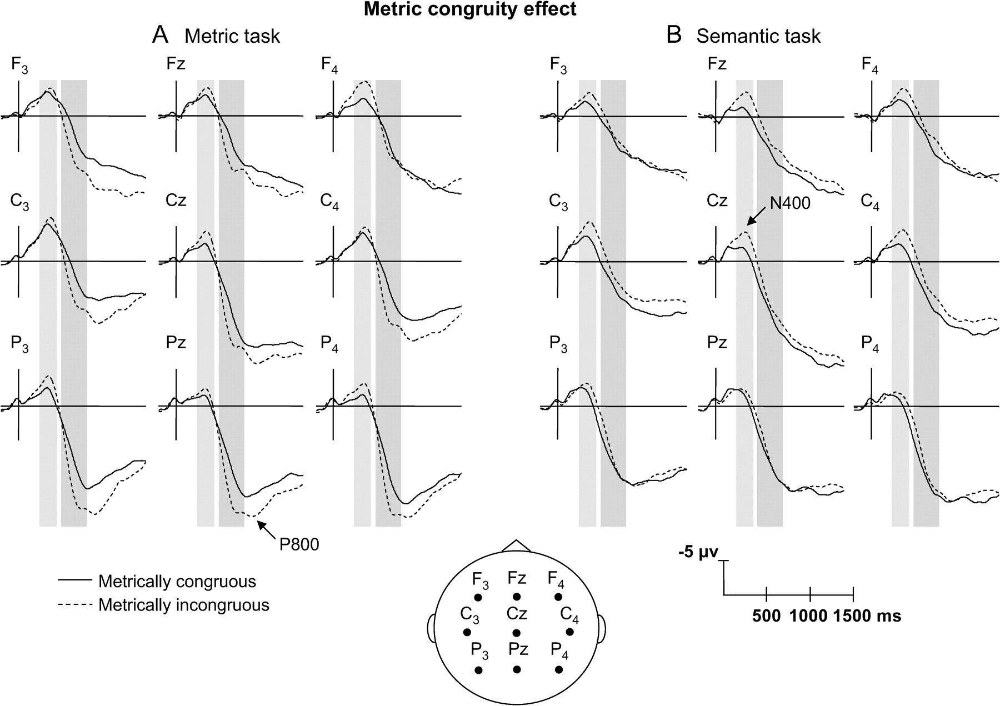 Metric congruity effect
A Metric task
B Semantic task
F3 Fz F4 F3 Fz F4
C3 Cz C4 C3 Cz C4
N400
P3 Pz P4 P3 Pz P4
P800
-5 µv
500 1000 1500 ms
Metrically congruous
Metrically incongruous
F3 Fz F4
C3 Cz C4
P3 Pz P4